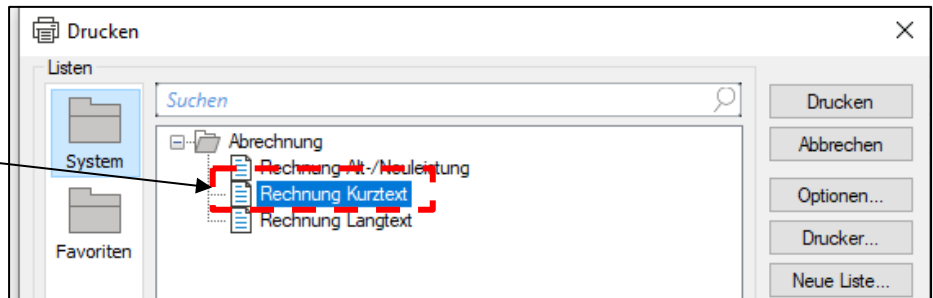 Drucken
Listen
System
Favoriten
Suchen
Abrechnung
Rechnung Alt-/Neuleistung
Rechnung Kurztext
Rechnung Langtext
Drucken
Abbrechen
Optionen...
Drucker...
Neue Liste...